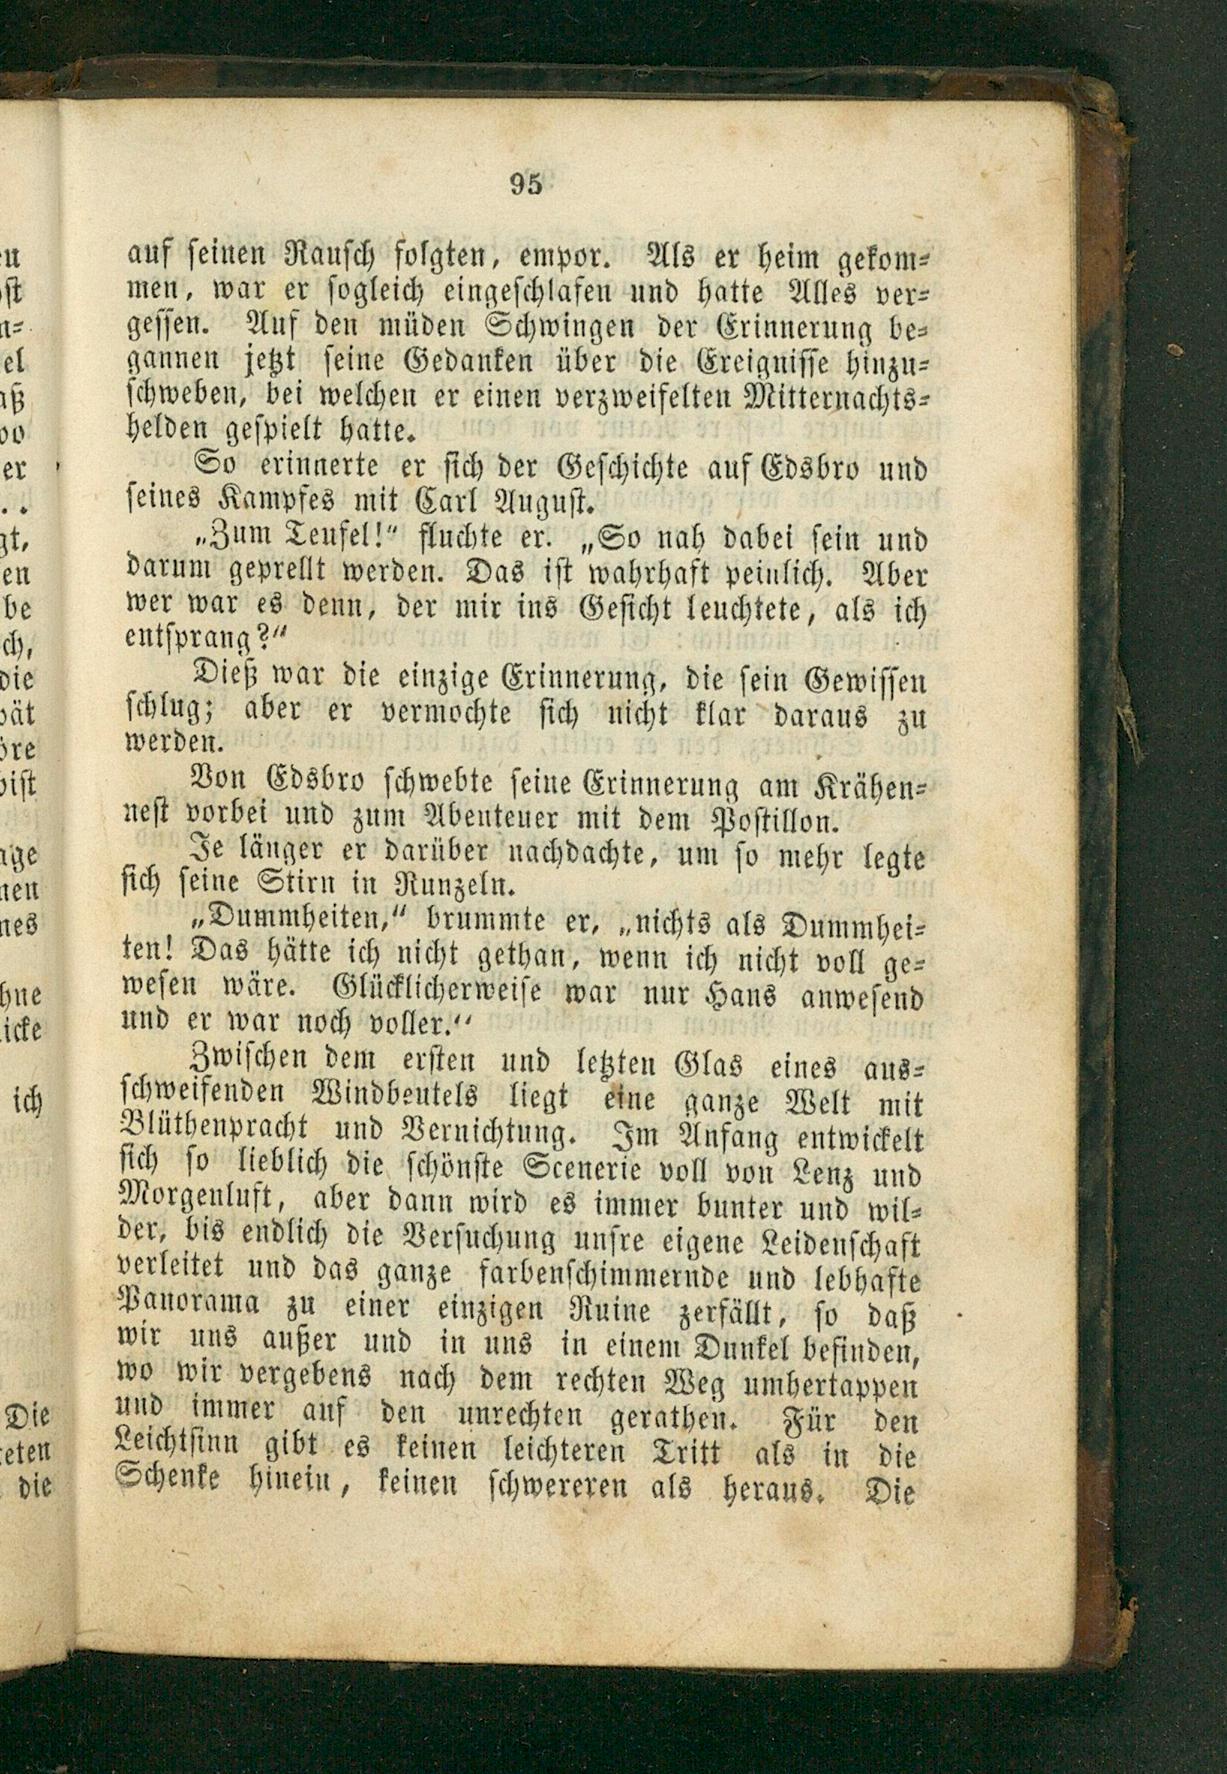 95
auf seinen Rausch folgten, empor. Als er heim gekom=
men, war er sogleich eingeschlafen und hatte Alles ver=
gessen. Auf den müden Schwingen der Erinnerung be=
gannen jetzt seine Gedanken über die Ereignisse hinzu=
schweben, bei welchen er einen verzweifelten Mitternachts=
helden gespielt hatte.
So erinnerte er sich der Geschichte auf Edsbro und
seines Kampfes mit Carl August.
„Zum Teufel!“ fluchte er. „So nah dabei sein und
darum geprellt werden. Das ist wahrhaft peinlich. Aber
wer war es denn, der mir ins Gesicht leuchtete, als ich
entsprang?“
Dieß war die einzige Erinnerung, die sein Gewissen
schlug; aber er vermochte sich nicht klar daraus zu
werden.
Von Edsbro schwebte seine Erinnerung am Krähen=
nest vorbei und zum Abenteuer mit dem Postillon.
Je länger er darüber nachdachte, um so mehr legte
sich seine Stirn in Runzeln.
„Dummheiten,“ brummte er, „nichts als Dummhei=
ten! Das hätte ich nicht gethan, wenn ich nicht voll ge=
wesen wäre. Glücklicherweise war nur Hans anwesend
und er war noch voller.“
Zwischen dem ersten und letzten Glas eines aus=
schweifenden Windbeutels liegt eine ganze Welt mit
Blüthenpracht und Vernichtung. Im Anfang entwickelt
sich so lieblich die schönste Scenerie voll von Lenz und
Morgenluft, aber dann wird es immer bunter und wil=
der, bis endlich die Versuchung unsre eigene Leidenschaft
verleitet und das ganze farbenschimmernde und lebhafte
Panorama zu einer einzigen Ruine zerfällt, so daß
wir uns außer und in uns in einem Dunkel befinden,
wo wir vergebens nach dem rechten Weg umhertappen
und immer auf den unrechten gerathen. Für den
Leichtsinn gibt es keinen leichteren Tritt als in die
Schenke hinein, keinen schwereren als heraus. Die